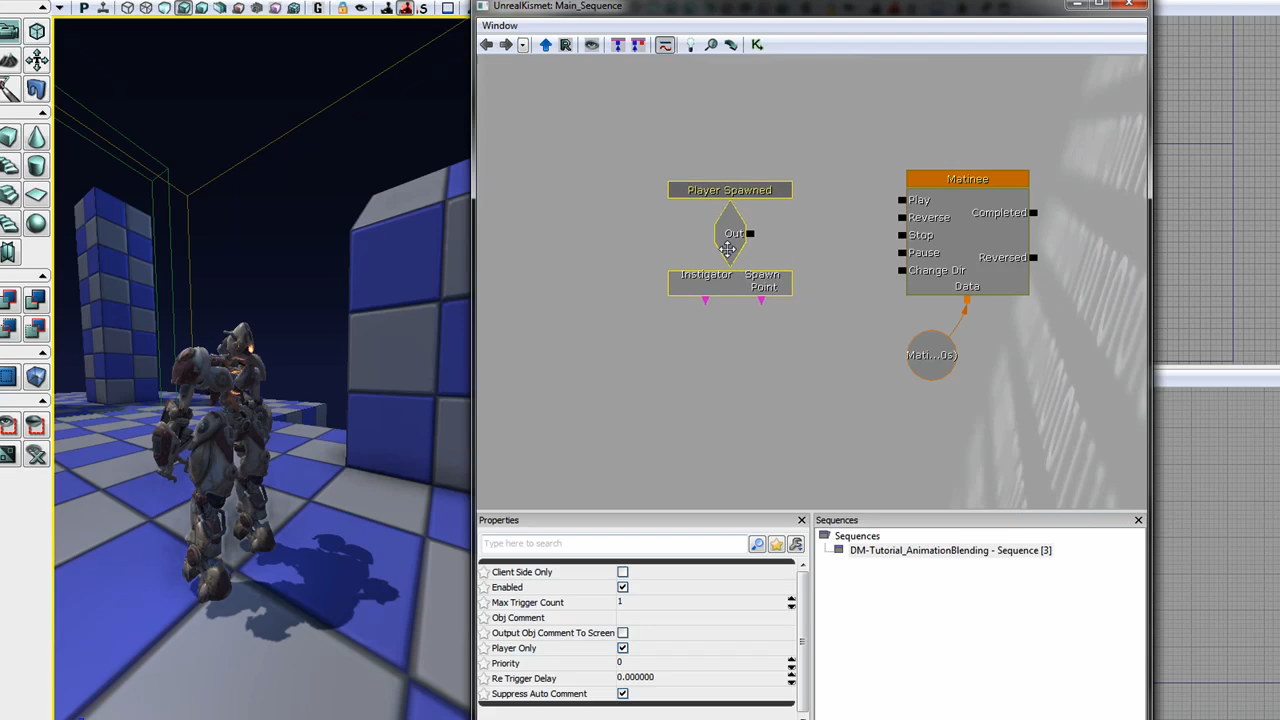 UnrealKismet: Main_Sequence
P
G
Window
R
K
Player Spawned
Out
Instigator
Spawn
Point
Matinee
Play
Reverse
Stop
Pause
Change Dir
Completed
Reversed
Data
Mati...0s)
Properties
Type here to search
Client Side Only
Enabled
Max Trigger Count 1
Obj Comment
Output Obj Comment To Screen
Player Only
Priority 0
Re Trigger Delay 0.000000
Suppress Auto Comment
Sequences
Sequences
DM-Tutorial_AnimationBlending - Sequence [3]